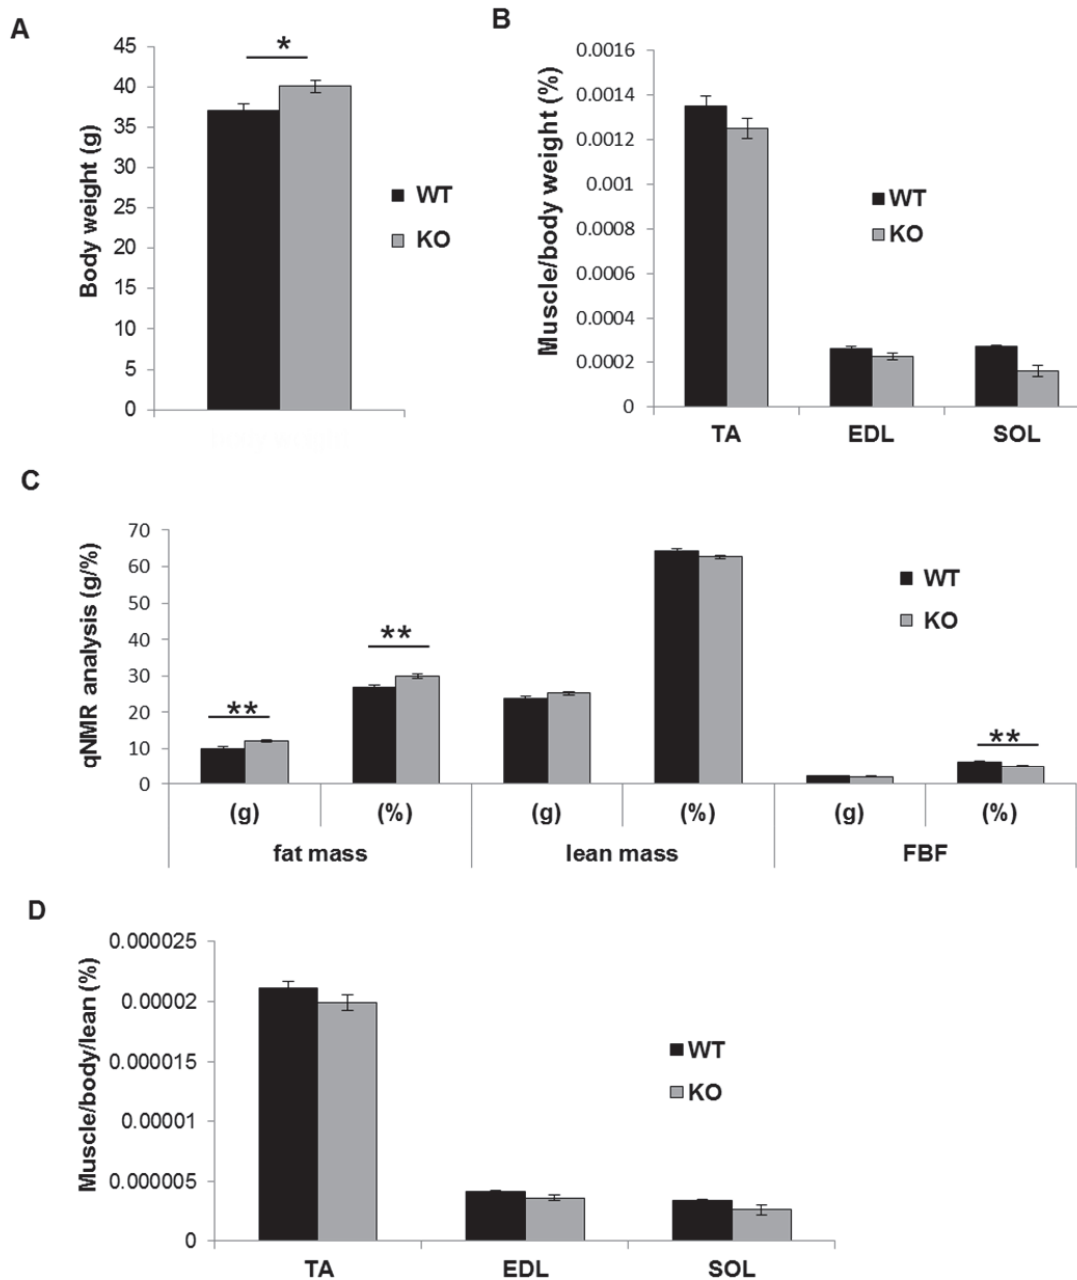 A
Body weight (g)
45
40
35
30
25
20
15
10
5
0
*
WT
KO
B
Muscle/body weight (%)
0.0016
0.0014
0.0012
0.001
0.0008
0.0006
0.0004
0.0002
0
WT
KO
TA EDL SOL
C
qNMR analysis (g/%)
70
60
50
40
30
20
10
0
** ** **
WT
KO
(g) (%) (g) (%) (g) (%)
fat mass lean mass FBF
D
Muscle/body/lean (%)
0.000025
0.00002
0.000015
0.00001
0.000005
0
WT
KO
TA EDL SOL